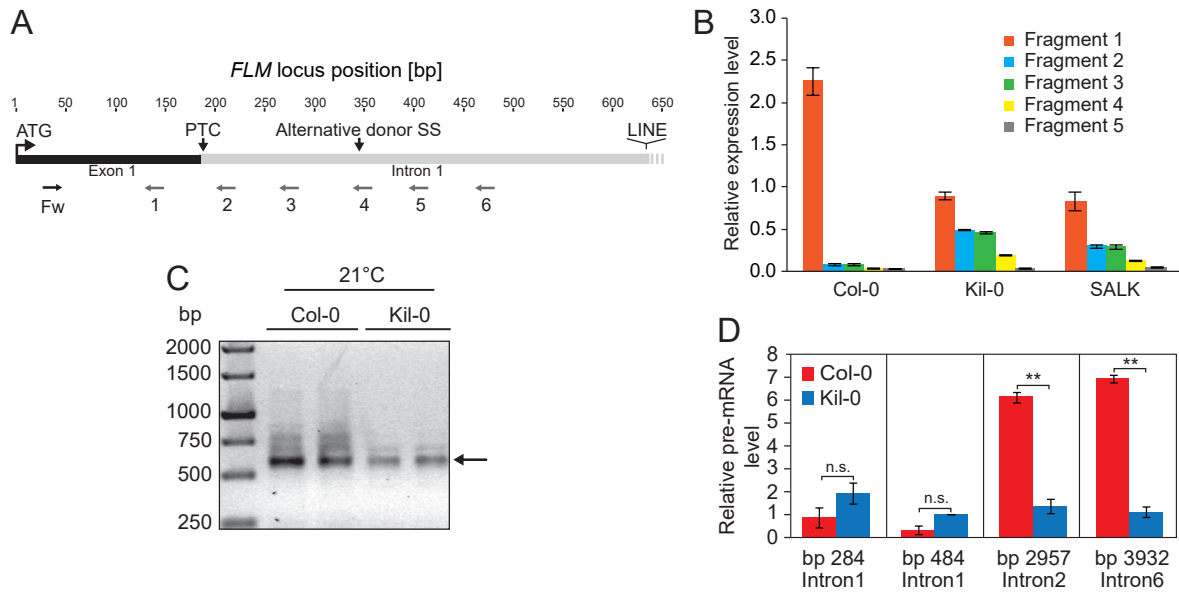 A
FLM locus position [bp]
1 50 100 150 200 250 300 350 400 450 500 550 600 650
ATG PTC Alternative donor SS LINE
Exon 1 Intron 1
Fw 1 2 3 4 5 6
B
Relative expression level
3.0
2.5
2.0
1.5
1.0
0.5
0.0
Fragment 1
Fragment 2
Fragment 3
Fragment 4
Fragment 5
Col-0 Kil-0 SALK
C
21°C
bp Col-0 Kil-0
2000
1500
1000
750
500
250
D
Relative pre-mRNA
level
8
7
6
5
4
3
2
1
0
Col-0
Kil-0
n.s. n.s. ** **
bp 284 bp 484 bp 2957 bp 3932
Intron1 Intron1 Intron2 Intron6